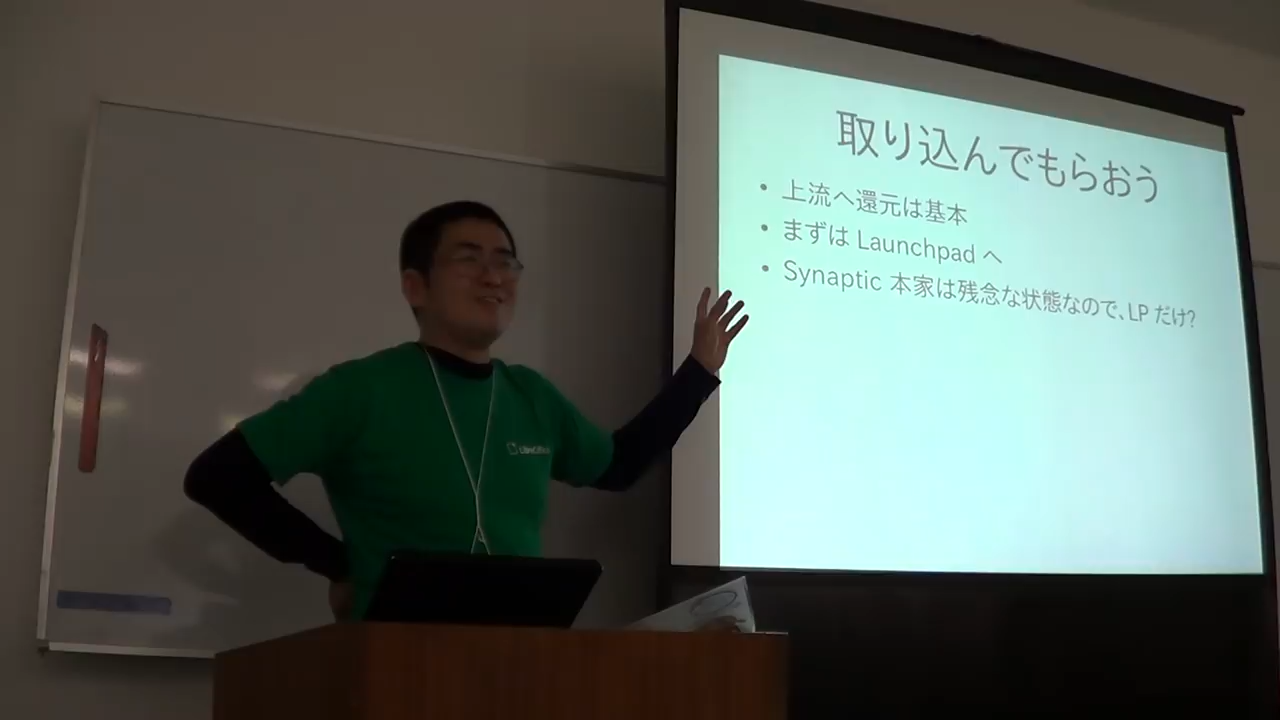 取り込んでもらおう
• 上流へ還元は基本
• まずは Launchpad へ
• Synaptic 本家は残念な状態なので、LP だけ?
LibreOffice